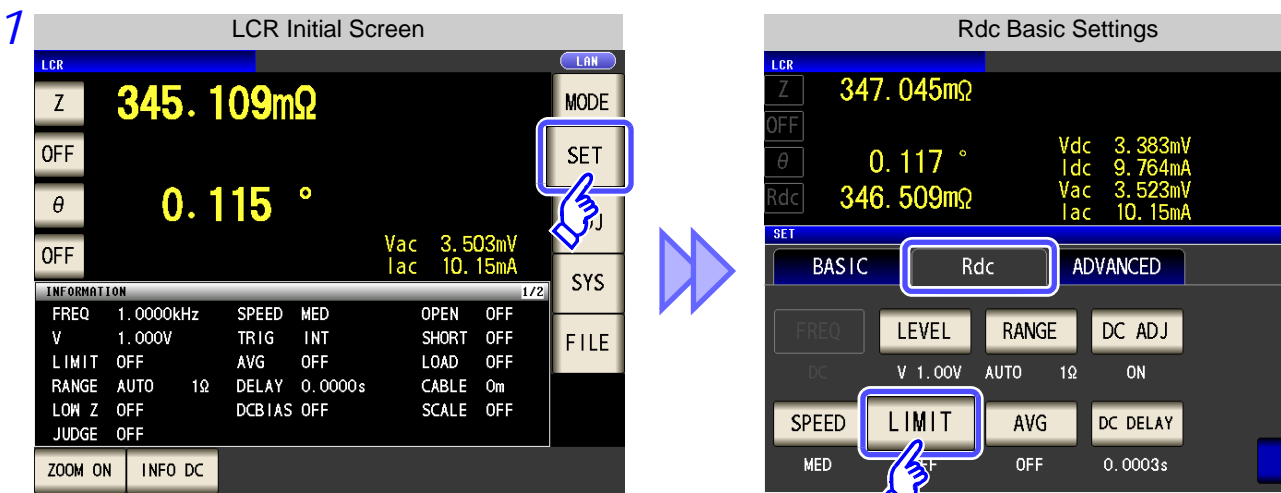 1
LCR Initial Screen
LCR
LAN
Z 345.109mΩ
MODE
OFF
SET
θ 0.115 °
OFF
Vac 3.503mV
Iac 10.15mA
SYS
FILE
INFORMATION 1/2
FREQ 1.0000kHz SPEED MED OPEN OFF
V 1.000V TRIG INT SHORT OFF
LIMIT OFF AVG OFF LOAD OFF
RANGE AUTO 1Ω DELAY 0.0000s CABLE 0m
LOW Z OFF DCBIAS OFF SCALE OFF
JUDGE OFF
ZOOM ON INFO DC
Rdc Basic Settings
LCR
Z 347.045mΩ
OFF
θ 0.117 °
Rdc 346.509mΩ
Vdc 3.383mV
Idc 9.764mA
Vac 3.523mV
Iac 10.15mA
SET
BASIC Rdc ADVANCED
FREQ LEVEL RANGE DC ADJ
DC V 1.00V AUTO 1Ω ON
SPEED LIMIT AVG DC DELAY
MED OFF 0.0003s